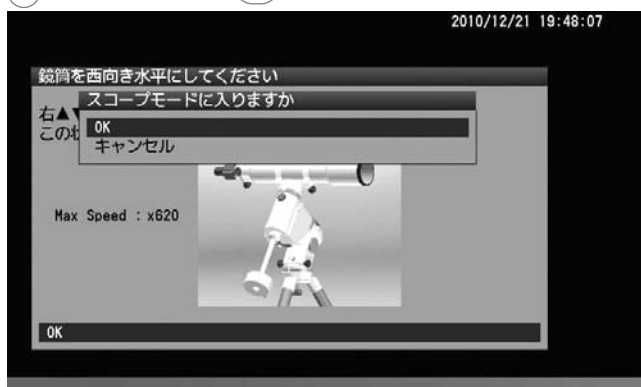 2010/12/21 19:48:07
鏡筒を西向き水平にしてください
スコープモードに入りますか
右▲
OK
この
キャンセル
Max Speed : x620
OK